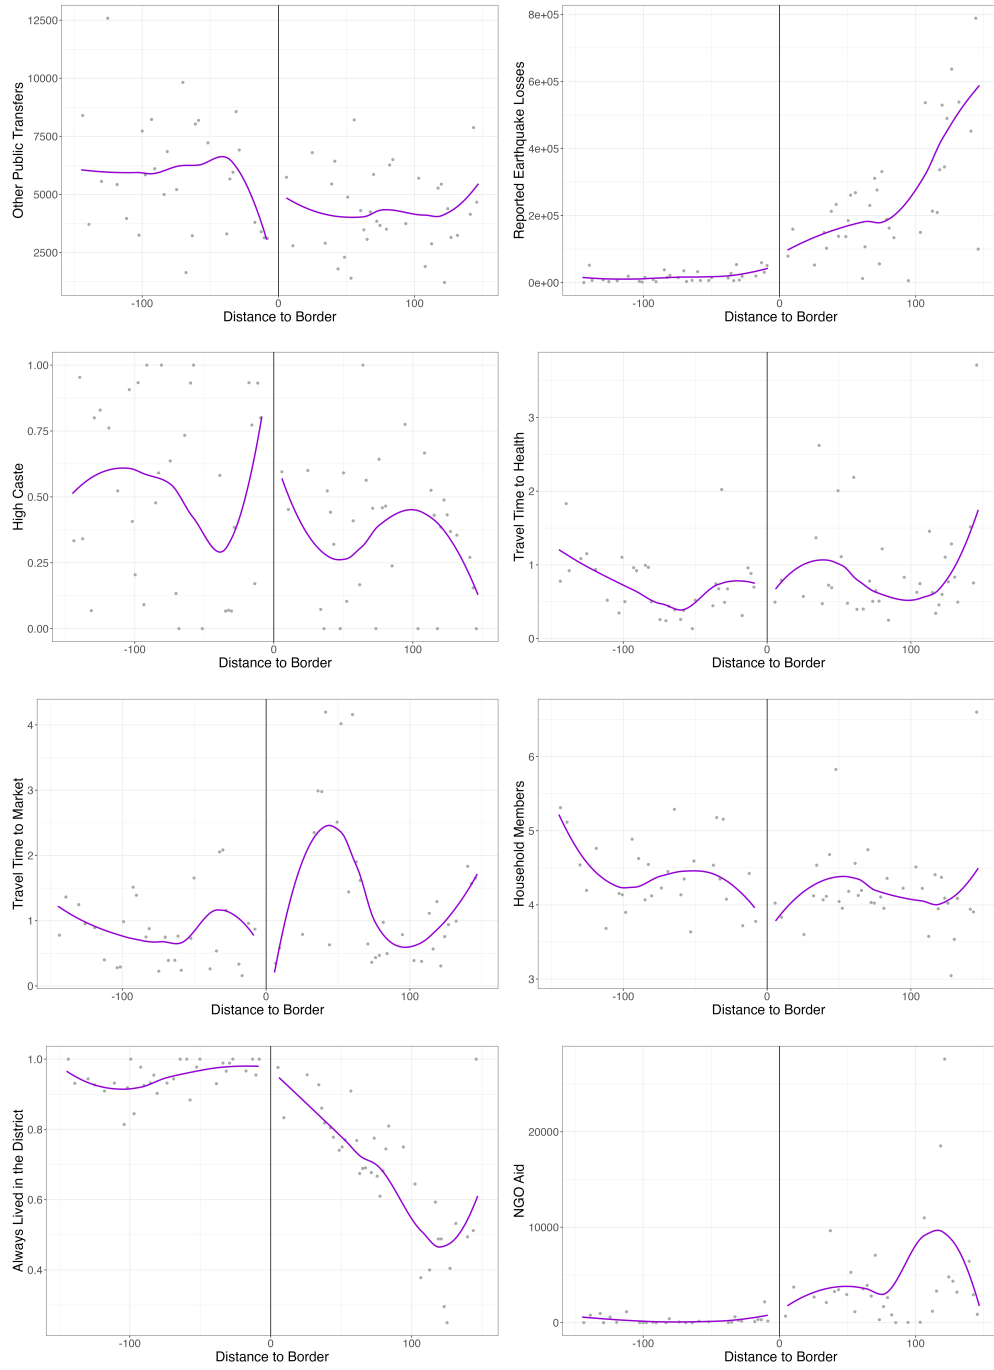 Other Public Transfers
12500
10000
7500
5000
2500
-100
0
100
Distance to Border
Reported Earthquake Losses
8e+05
6e+05
4e+05
2e+05
0e+00
-100
0
100
Distance to Border
High Caste
1.00
0.75
0.50
0.25
0.00
-100
0
100
Distance to Border
Travel Time to Health
3
2
1
0
-100
0
100
Distance to Border
Travel Time to Market
4
3
2
1
0
-100
0
100
Distance to Border
Household Members
6
5
4
3
-100
0
100
Distance to Border
Always Lived in the District
1.0
0.8
0.6
0.4
-100
0
100
Distance to Border
NGO Aid
20000
10000
0
-100
0
100
Distance to Border